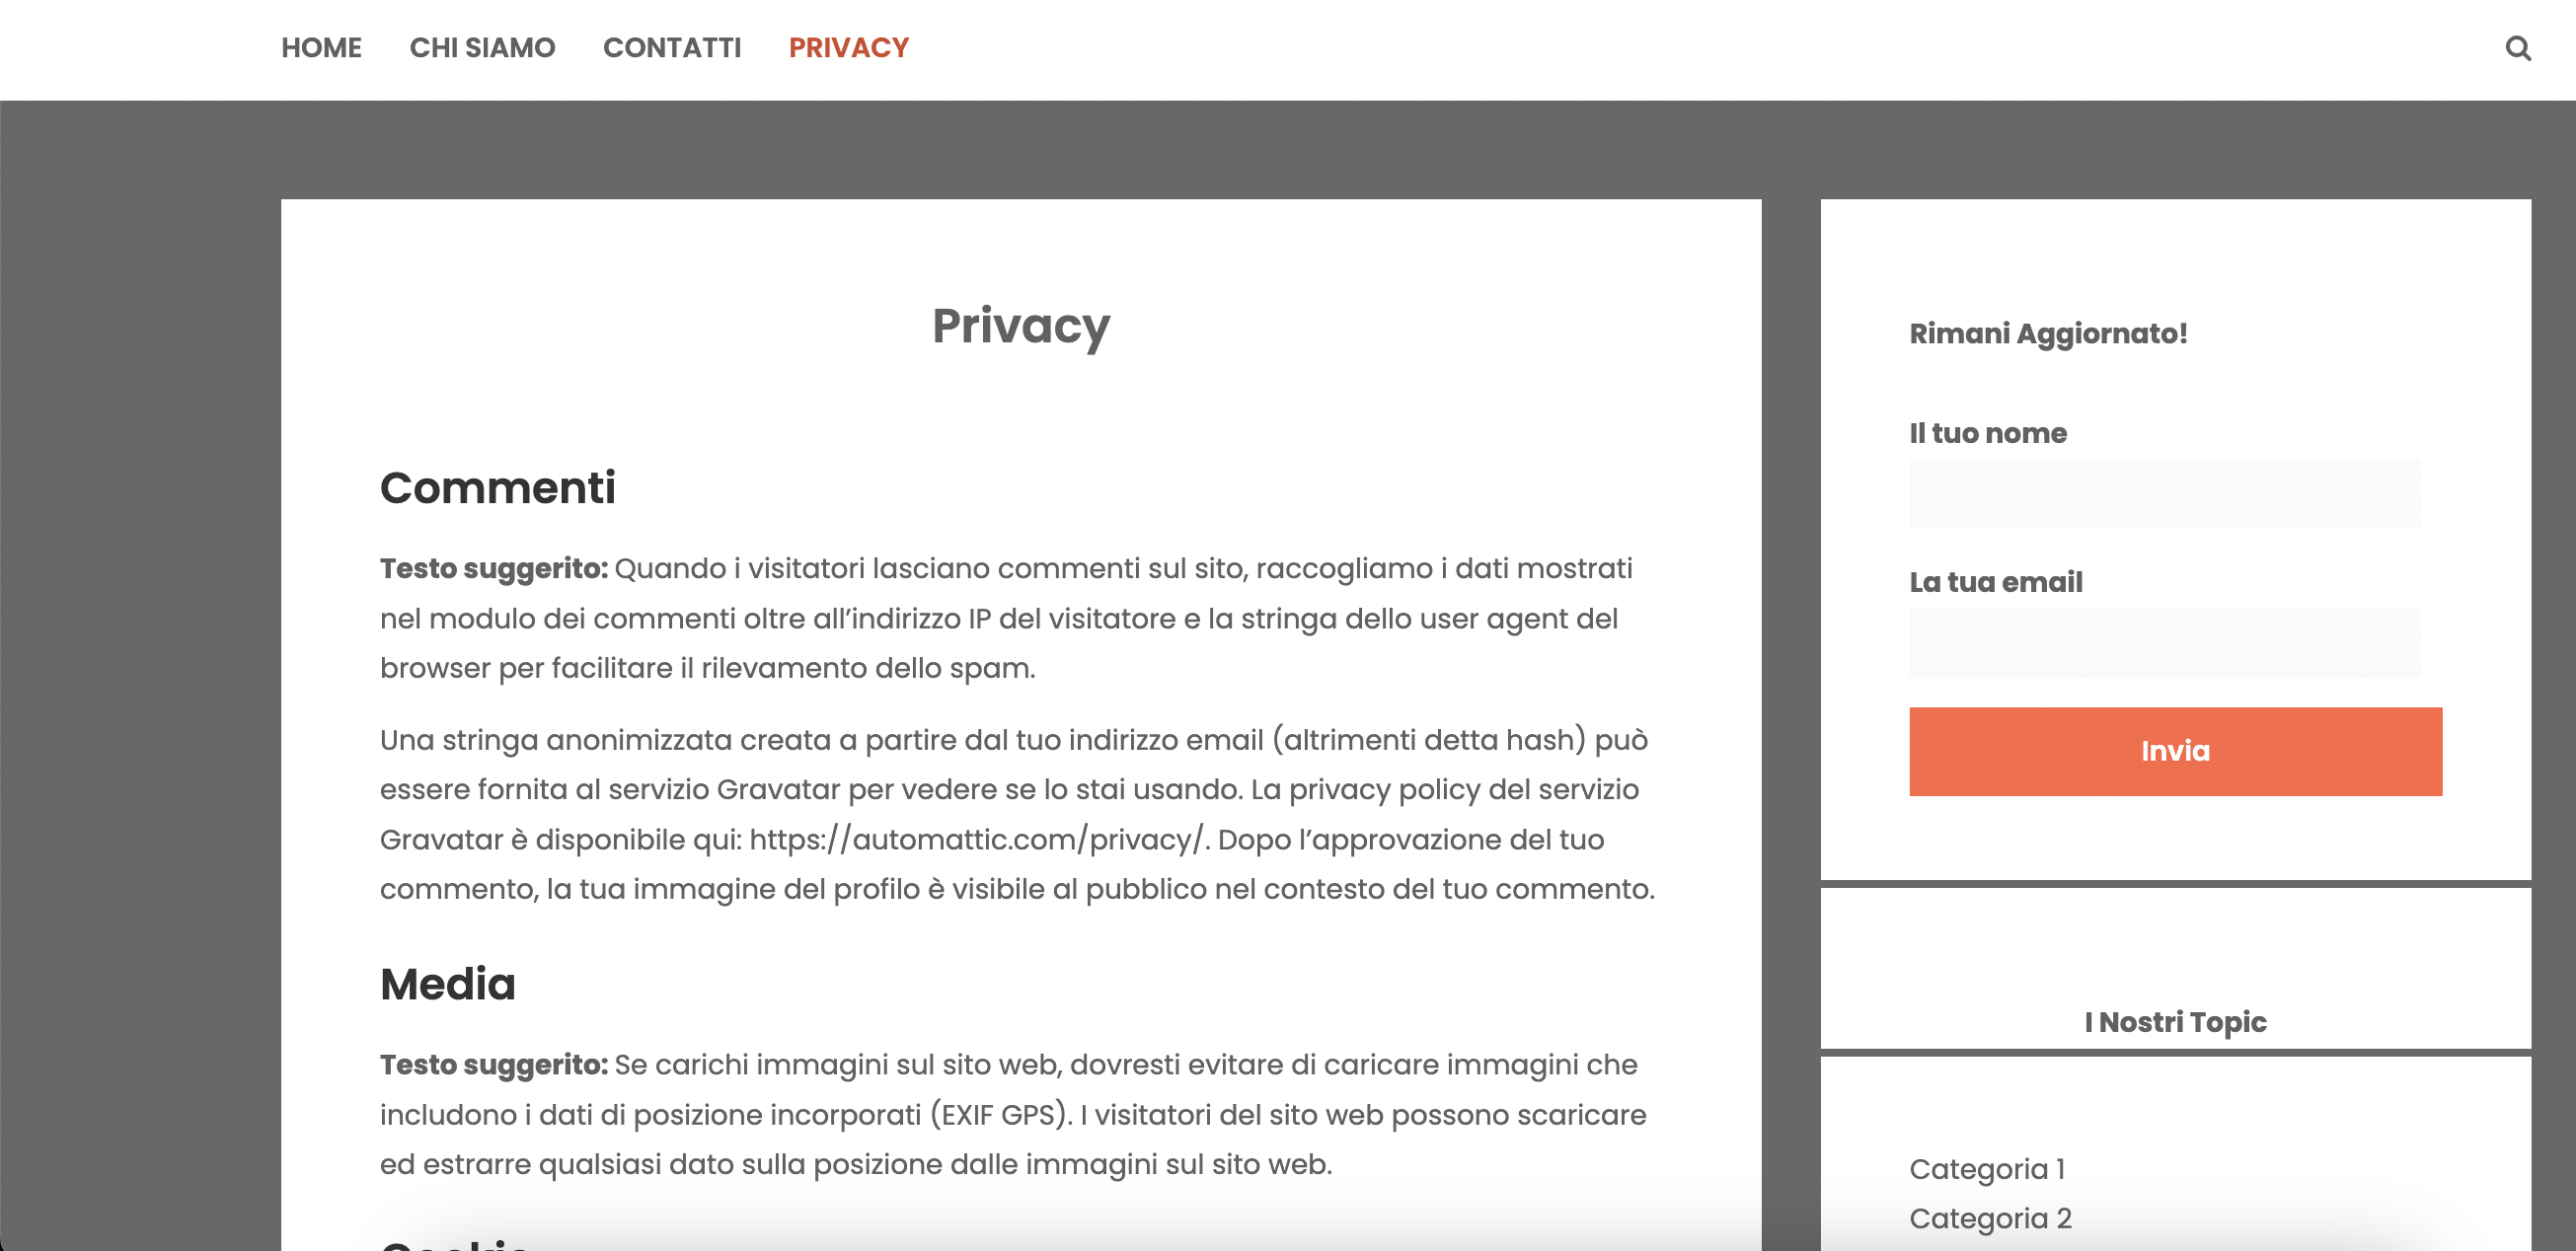 HOME CHI SIAMO CONTATTI PRIVACY
Privacy
Commenti
Testo suggerito: Quando i visitatori lasciano commenti sul sito, raccogliamo i dati mostrati
nel modulo dei commenti oltre all’indirizzo IP del visitatore e la stringa dello user agent del
browser per facilitare il rilevamento dello spam.
Una stringa anonimizzata creata a partire dal tuo indirizzo email (altrimenti detta hash) può
essere fornita al servizio Gravatar per vedere se lo stai usando. La privacy policy del servizio
Gravatar è disponibile qui: https://automattic.com/privacy/. Dopo l’approvazione del tuo
commento, la tua immagine del profilo è visibile al pubblico nel contesto del tuo commento.
Media
Testo suggerito: Se carichi immagini sul sito web, dovresti evitare di caricare immagini che
includono i dati di posizione incorporati (EXIF GPS). I visitatori del sito web possono scaricare
ed estrarre qualsiasi dato sulla posizione dalle immagini sul sito web.
Rimani Aggiornato!
Il tuo nome
La tua email
Invia
I Nostri Topic
Categoria 1
Categoria 2